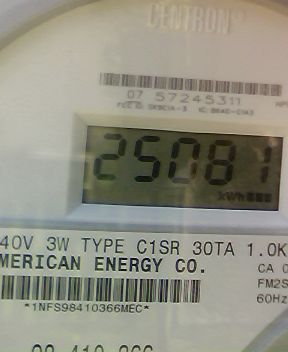 CENTRON®
07 57245311
25081
kWh
40V 3W TYPE C1SR 30TA 1.0K
MERICAN ENERGY CO.
CA 0
FM2S
60Hz
*1NFS98410366MEC*